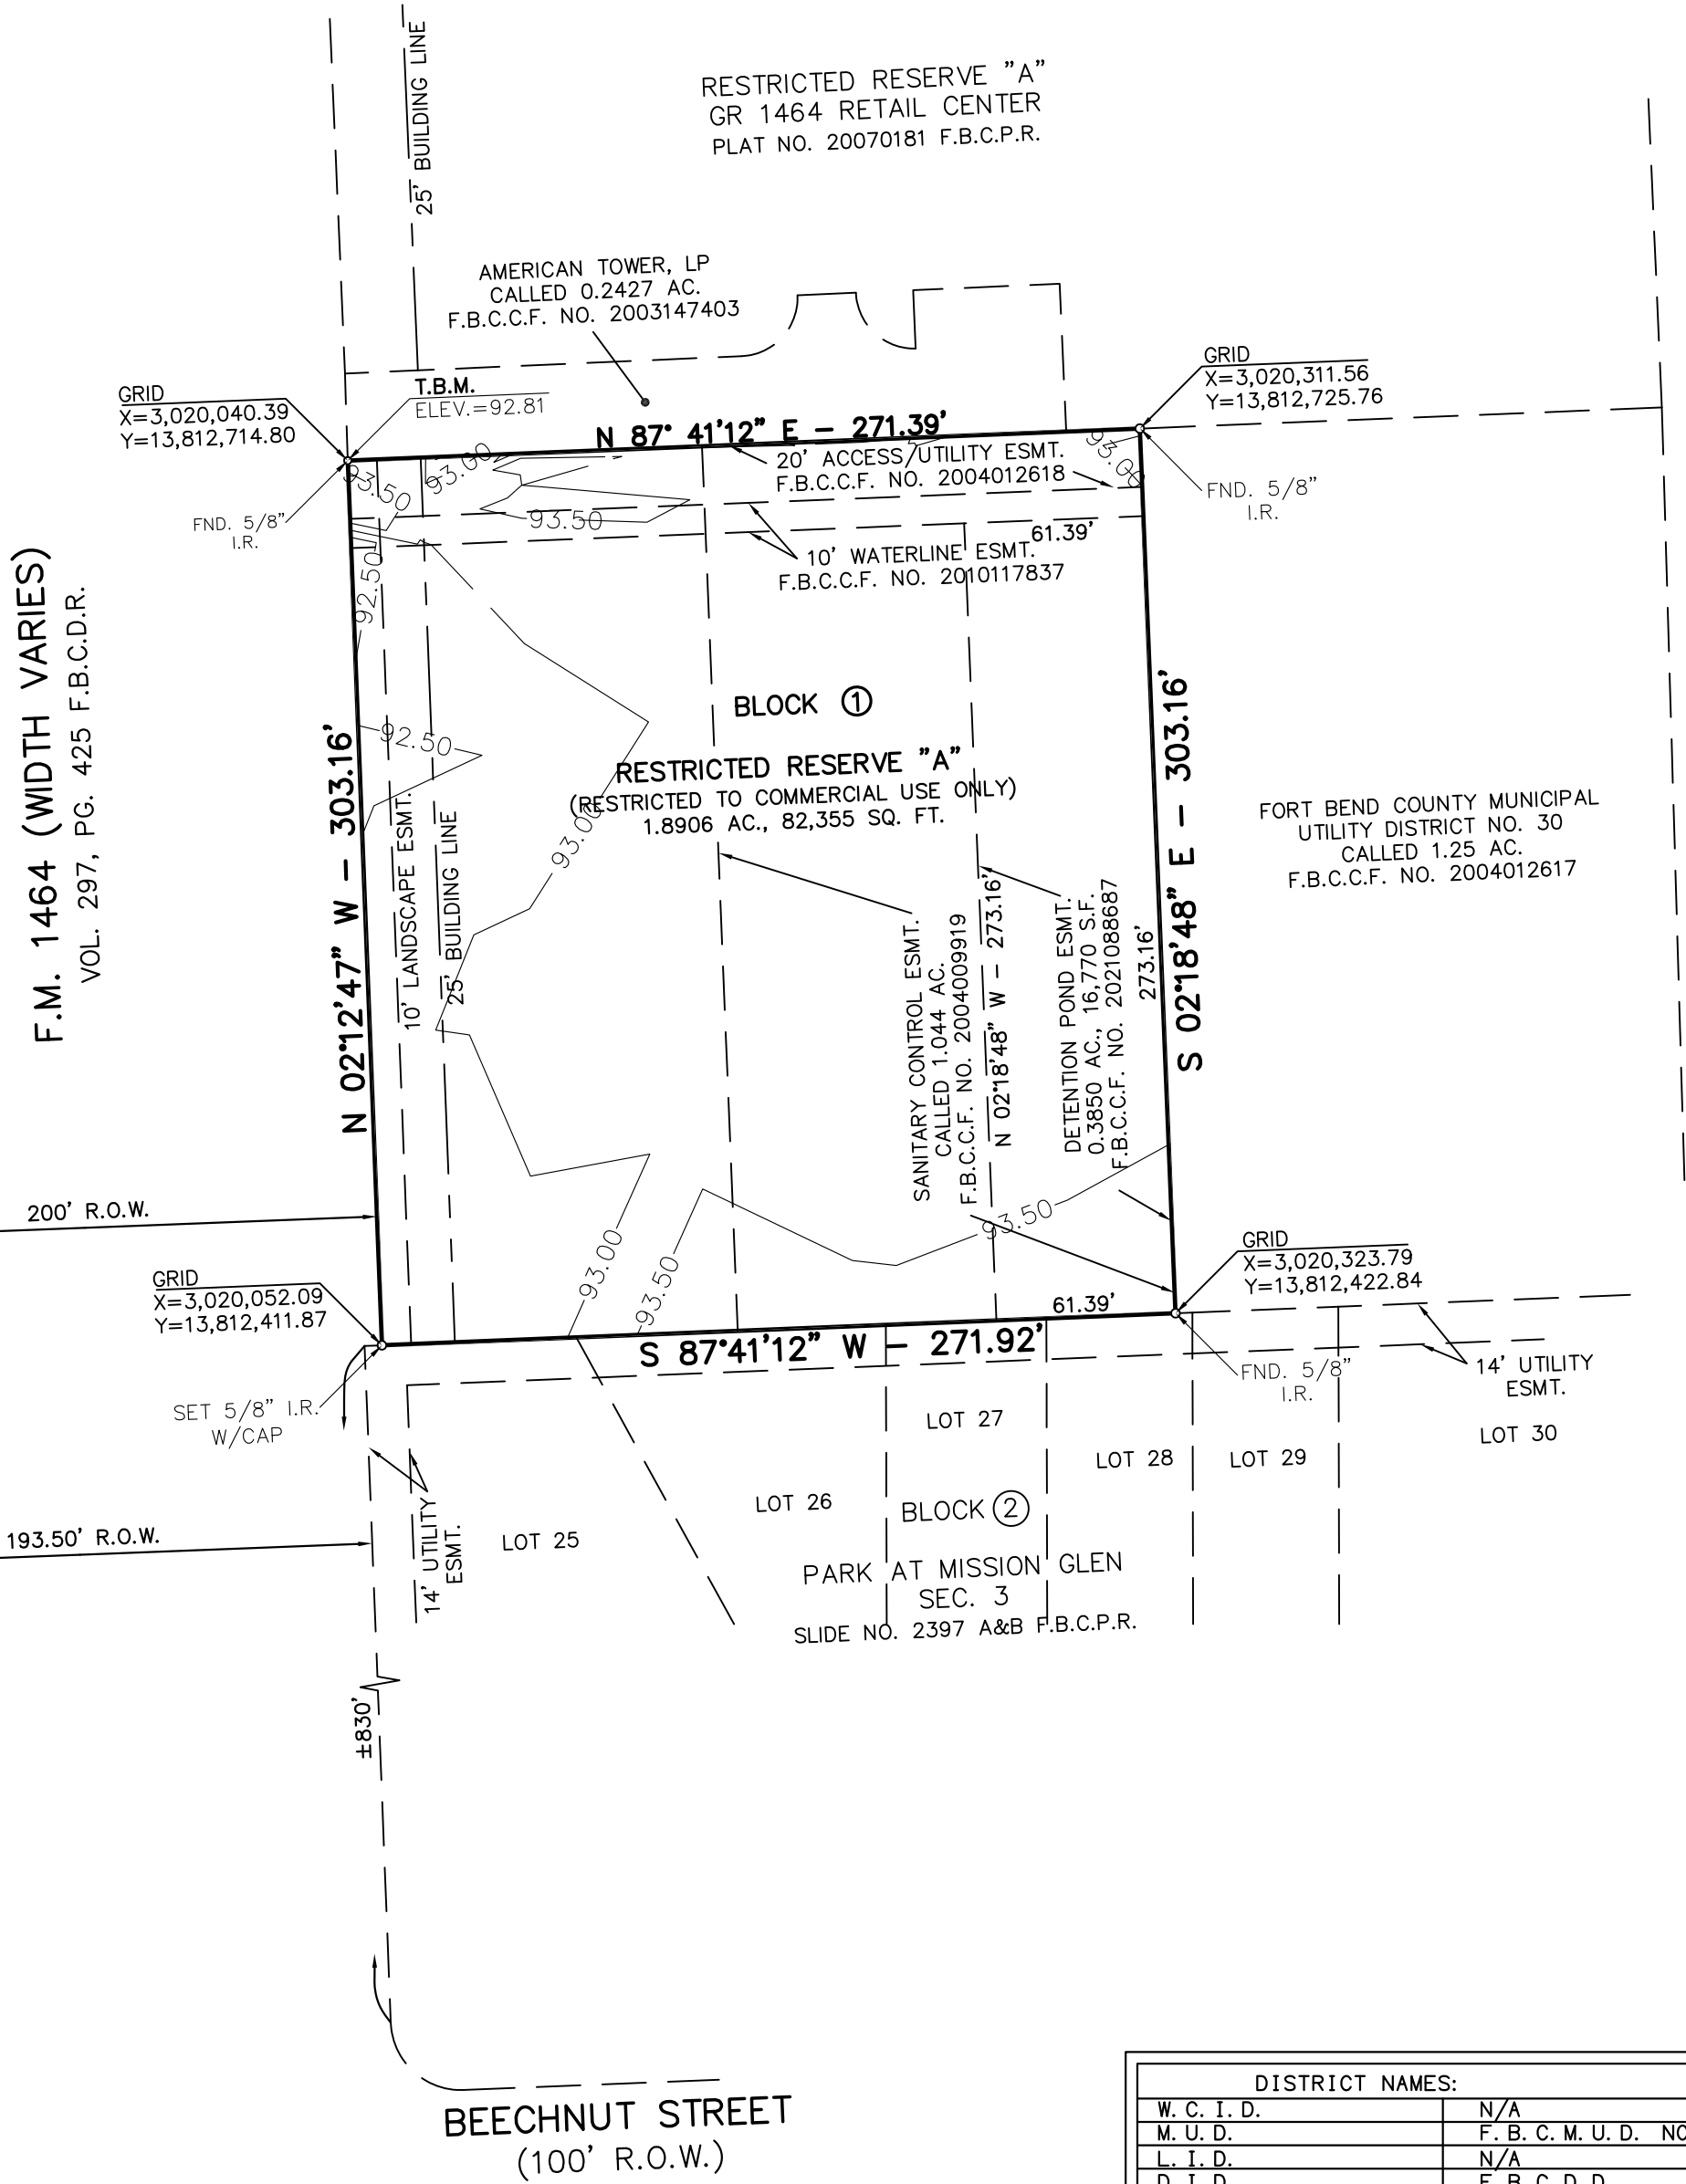 25' BUILDING LINE
RESTRICTED RESERVE "A"
GR 1464 RETAIL CENTER
PLAT NO. 20070181 F.B.C.P.R.
AMERICAN TOWER, LP
CALLED 0.2427 AC.
F.B.C.C.F. NO. 2003147403
GRID
X=3,020,040.39
Y=13,812,714.80
T.B.M.
ELEV.=92.81
GRID
X=3,020,311.56
Y=13,812,725.76
N 87° 41'12" E - 271.39'
20' ACCESS/UTILITY ESMT.
F.B.C.C.F. NO. 2004012618
93.50
93.00
93.00
FND. 5/8"
I.R.
FND. 5/8"
I.R.
93.50
61.39'
10' WATERLINE ESMT.
F.B.C.C.F. NO. 2010117837
92.50
F.M. 1464 (WIDTH VARIES)
VOL. 297, PG. 425 F.B.C.D.R.
N 02°12'47" W - 303.16'
92.50
10' LANDSCAPE ESMT.
25' BUILDING LINE
BLOCK 1
RESTRICTED RESERVE "A"
(RESTRICTED TO COMMERCIAL USE ONLY)
1.8906 AC., 82,355 SQ. FT.
93.00
SANITARY CONTROL ESMT.
CALLED 1.044 AC.
F.B.C.C.F. NO. 2004009919
N 02°18'48" W - 273.16'
DETENTION POND ESMT.
0.3850 AC., 16,770 S.F.
F.B.C.C.F. NO. 2021088687
273.16'
S 02°18'48" E - 303.16'
FORT BEND COUNTY MUNICIPAL
UTILITY DISTRICT NO. 30
CALLED 1.25 AC.
F.B.C.C.F. NO. 2004012617
200' R.O.W.
93.00
93.50
93.50
GRID
X=3,020,052.09
Y=13,812,411.87
GRID
X=3,020,323.79
Y=13,812,422.84
61.39'
S 87°41'12" W - 271.92'
SET 5/8" I.R.
W/CAP
FND. 5/8"
I.R.
14' UTILITY
ESMT.
LOT 25
LOT 26
LOT 27
LOT 28
LOT 29
LOT 30
BLOCK 2
193.50' R.O.W.
14' UTILITY
ESMT.
PARK AT MISSION GLEN
SEC. 3
SLIDE NO. 2397 A&B F.B.C.P.R.
±830'
BEECHNUT STREET
(100' R.O.W.)
DISTRICT NAMES:
W. C. I. D. N/A
M. U. D. F. B. C. M. U. D. NO
L. I. D. N/A
D. I. D. F. B. C. D. D.